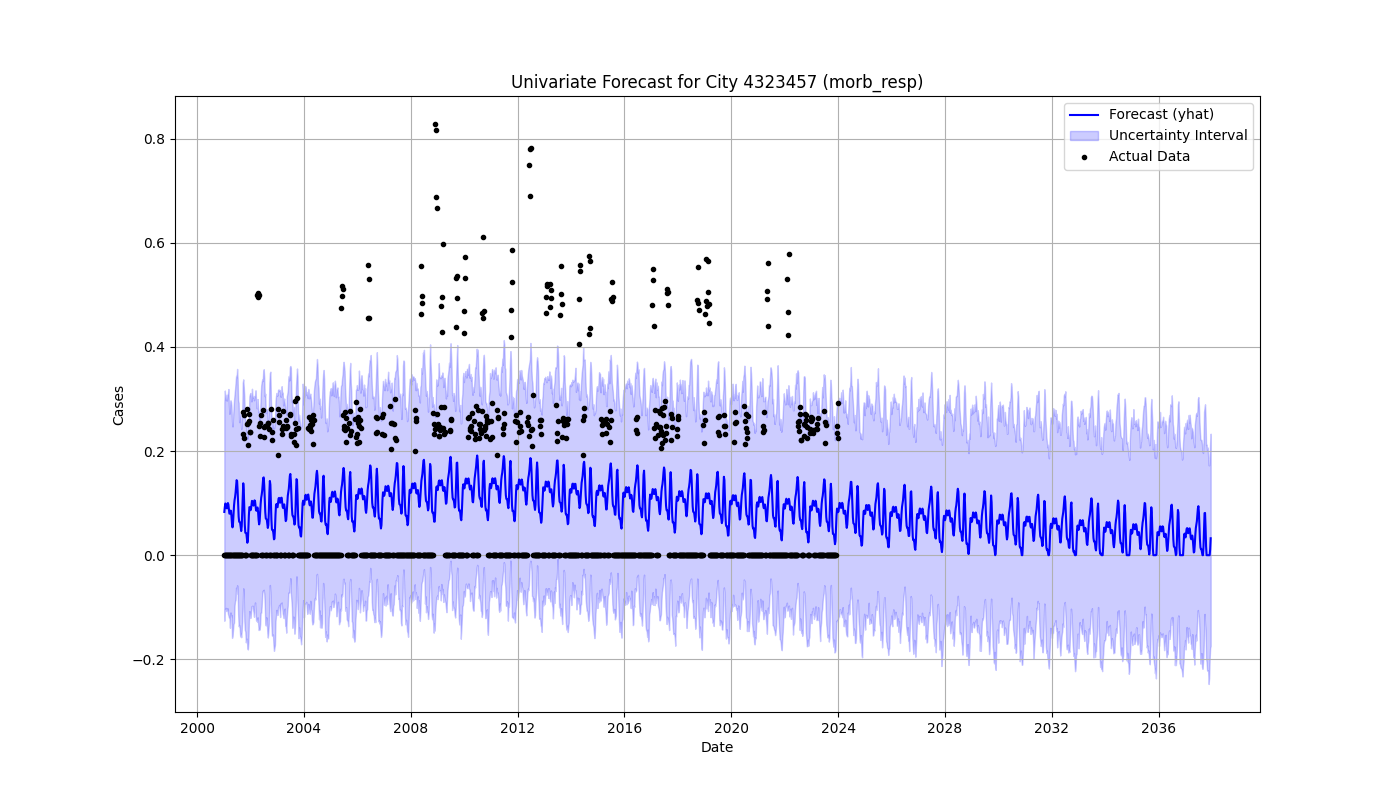 Univariate Forecast for City 4323457 (morb_resp)
Forecast (yhat)
Uncertainty Interval
Actual Data
Cases
0.8
0.6
0.4
0.2
0.0
−0.2
2000 2004 2008 2012 2016 2020 2024 2028 2032 2036
Date